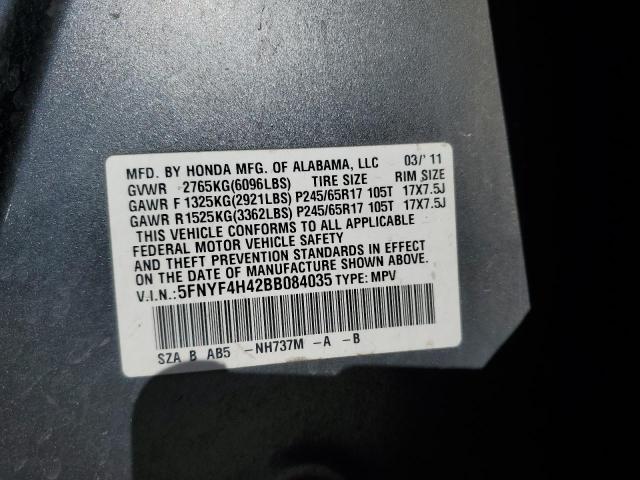 MFD. BY HONDA MFG. OF ALABAMA, LLC 03/'11
GVWR 2765KG(6096LBS) TIRE SIZE RIM SIZE
GAWR F 1325KG(2921LBS) P245/65R17 105T 17X7.5J
GAWR R1525KG(3362LBS) P245/65R17 105T 17X7.5J
THIS VEHICLE CONFORMS TO ALL APPLICABLE
FEDERAL MOTOR VEHICLE SAFETY
AND THEFT PREVENTION STANDARDS IN EFFECT
ON THE DATE OF MANUFACTURE SHOWN ABOVE.
V.I.N.:5FNYF4H42BB084035 TYPE: MPV
SZA B AB5 -NH737M -A -B